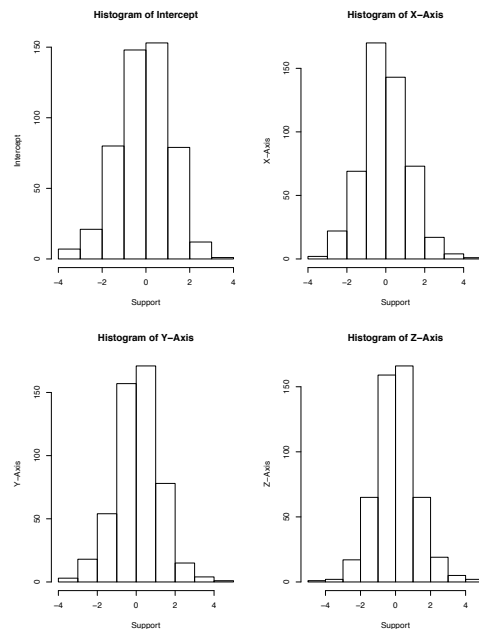 Histogram of Intercept
Intercept
0 50 100 150
−4 −2 0 2 4
Support
Histogram of X−Axis
X−Axis
0 50 100 150
−4 −2 0 2 4
Support
Histogram of Y−Axis
Y−Axis
0 50 100 150
−4 −2 0 2 4
Support
Histogram of Z−Axis
Z−Axis
0 50 100 150
−4 −2 0 2 4
Support